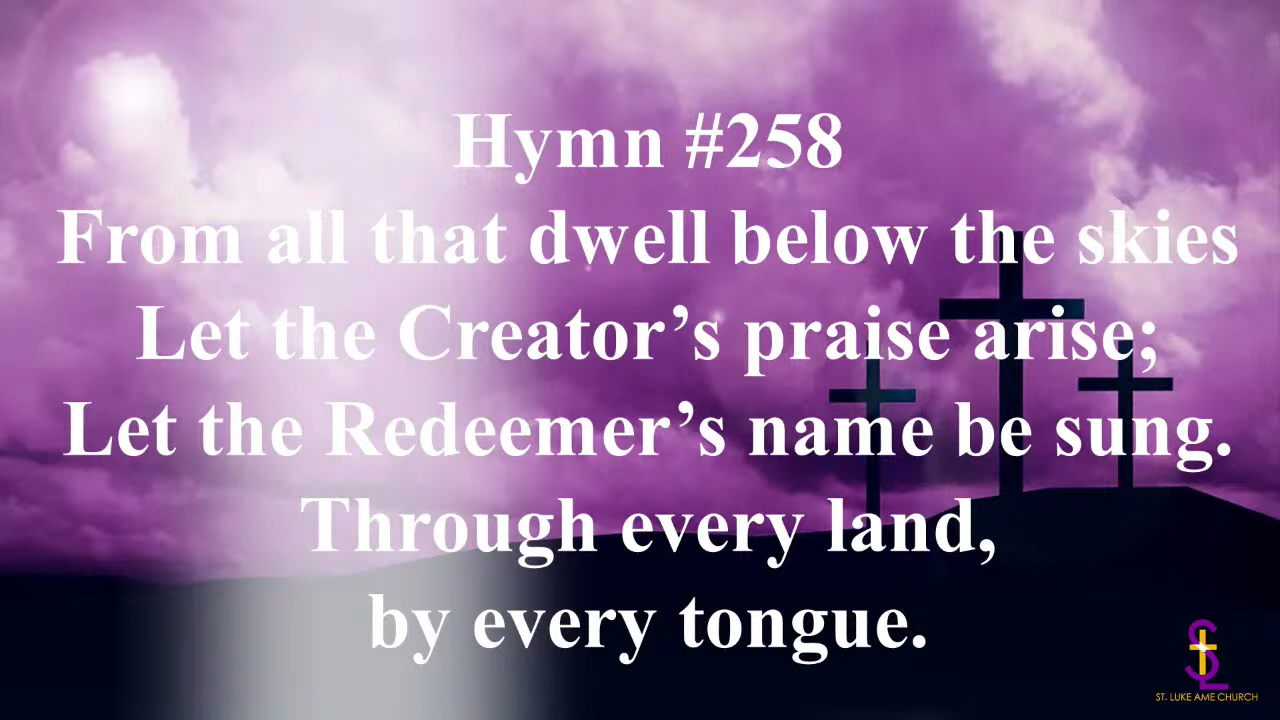 Hymn #258
From all that dwell below the skies
Let the Creator’s praise arise;
Let the Redeemer’s name be sung.
Through every land,
by every tongue.
SL
ST. LUKE AME CHURCH